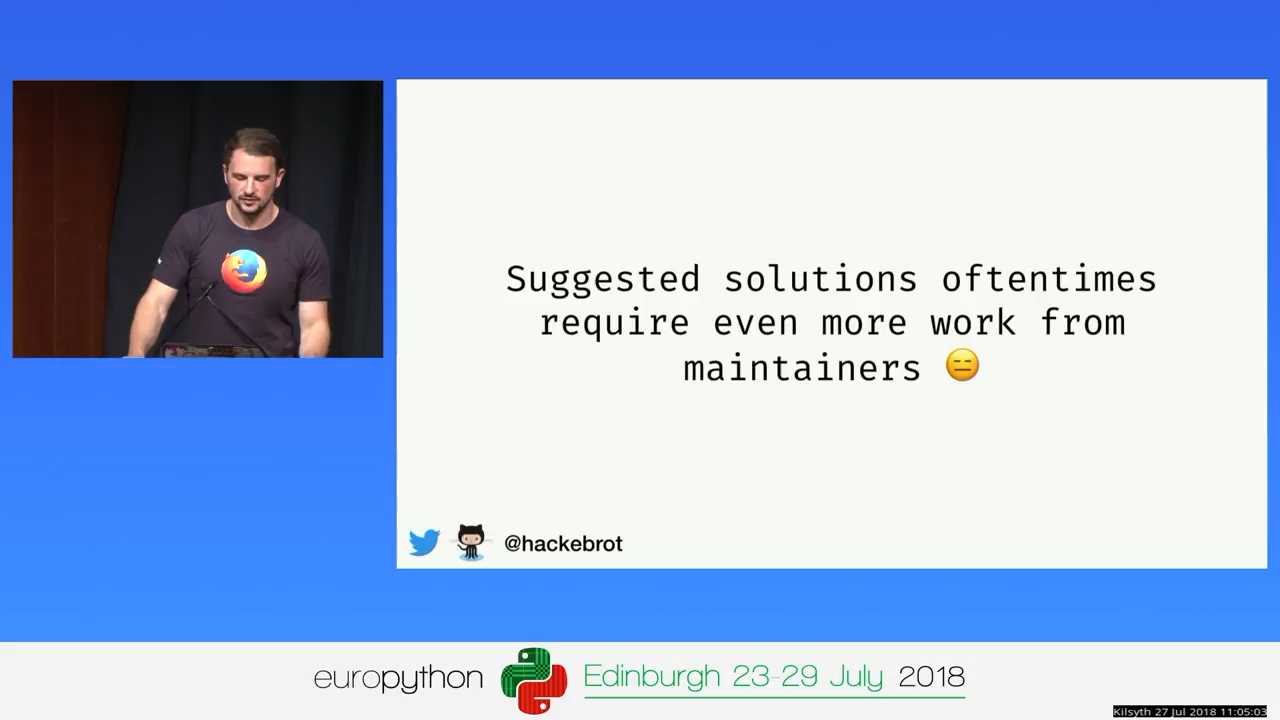 Suggested solutions oftentimes
require even more work from
maintainers 😑
@hackebrot
europython Edinburgh 23-29 July 2018
Kilsyth 27 Jul 2018 11:05:03